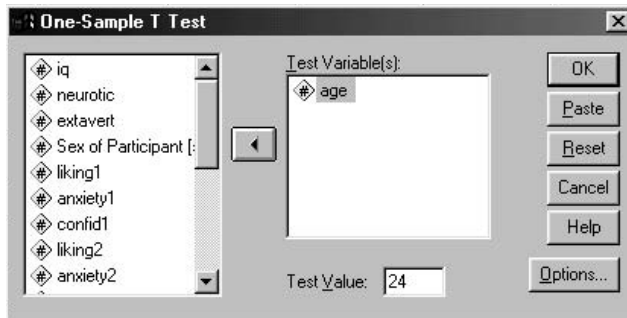 One-Sample T Test
iq
neurotic
extavert
Sex of Participant [
liking1
anxiety1
confid1
liking2
anxiety2
Test Variable(s):
age
Test Value: 24
OK
Paste
Reset
Cancel
Help
Options...